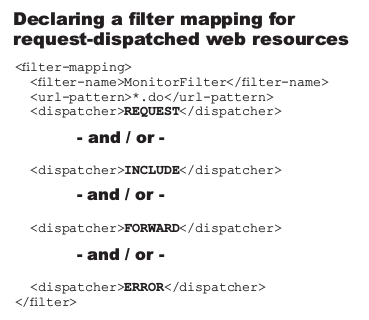 Declaring a filter mapping for
request-dispatched web resources
<filter-mapping>
<filter-name>MonitorFilter</filter-name>
<url-pattern>*.do</url-pattern>
<dispatcher>REQUEST</dispatcher>
- and / or -
<dispatcher>INCLUDE</dispatcher>
- and / or -
<dispatcher>FORWARD</dispatcher>
- and / or -
<dispatcher>ERROR</dispatcher>
</filter>